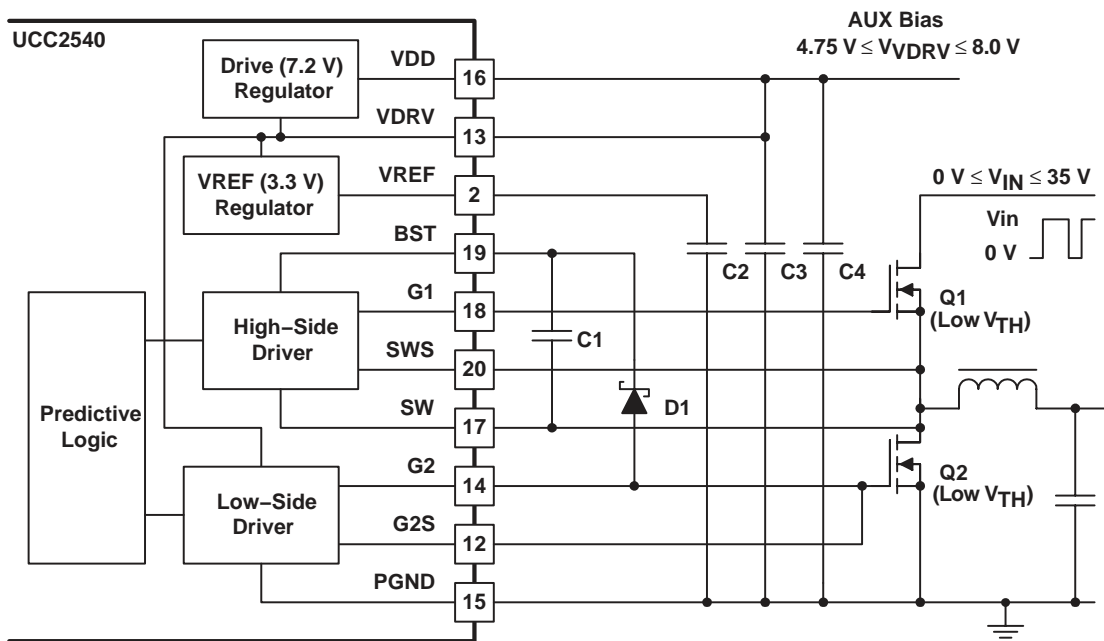 UCC2540
AUX Bias
4.75 V ≤ VVDRV ≤ 8.0 V
Drive (7.2 V)
Regulator
VDD
16
VDRV
13
VREF (3.3 V)
Regulator
VREF
2
0 V ≤ VIN ≤ 35 V
Vin
0 V
BST
19
C2
C3
C4
G1
18
Q1
(Low VTH)
High–Side
Driver
C1
SWS
20
Predictive
Logic
SW
17
D1
G2
14
Q2
(Low VTH)
Low–Side
Driver
G2S
12
PGND
15